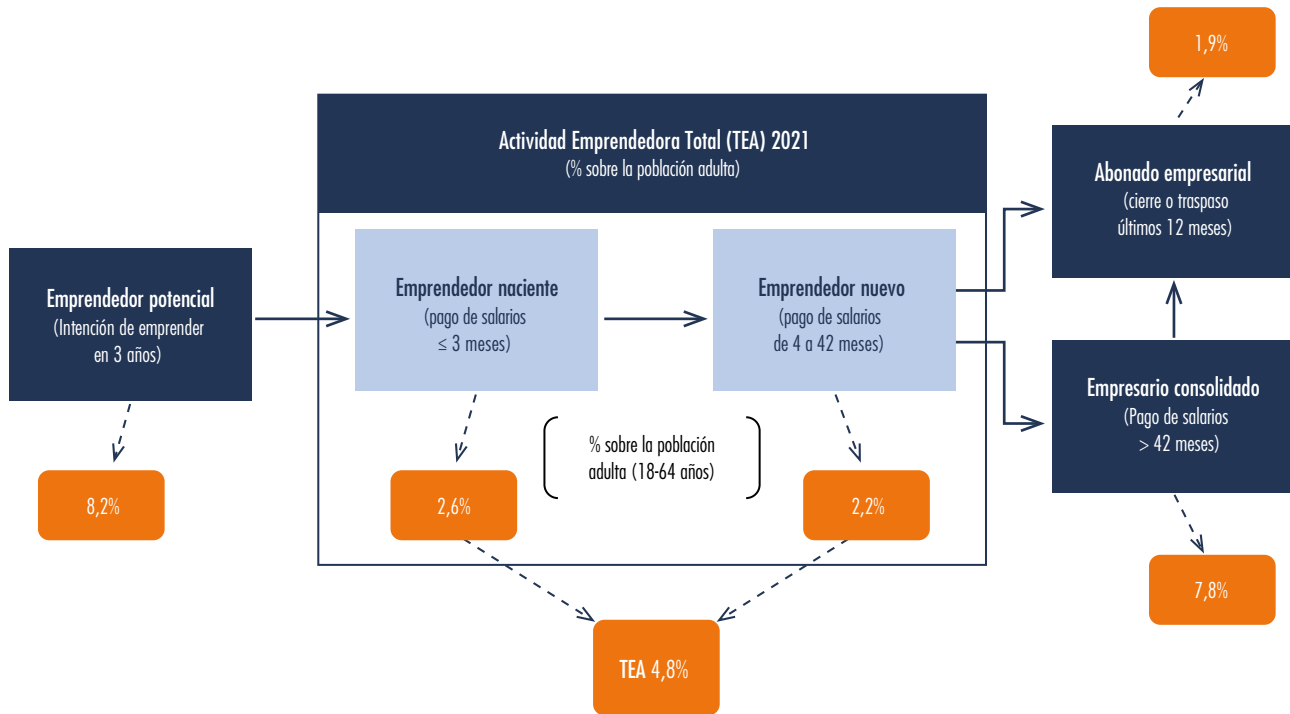 1,9%
Actividad Emprendedora Total (TEA) 2021
(% sobre la población adulta)
Abonado empresarial
(cierre o traspaso
últimos 12 meses)
Emprendedor potencial
(Intención de emprender
en 3 años)
Emprendedor naciente
(pago de salarios
≤ 3 meses)
Emprendedor nuevo
(pago de salarios
de 4 a 42 meses)
Empresario consolidado
(Pago de salarios
> 42 meses)
% sobre la población
adulta (18-64 años)
8,2%
2,6%
2,2%
7,8%
TEA 4,8%